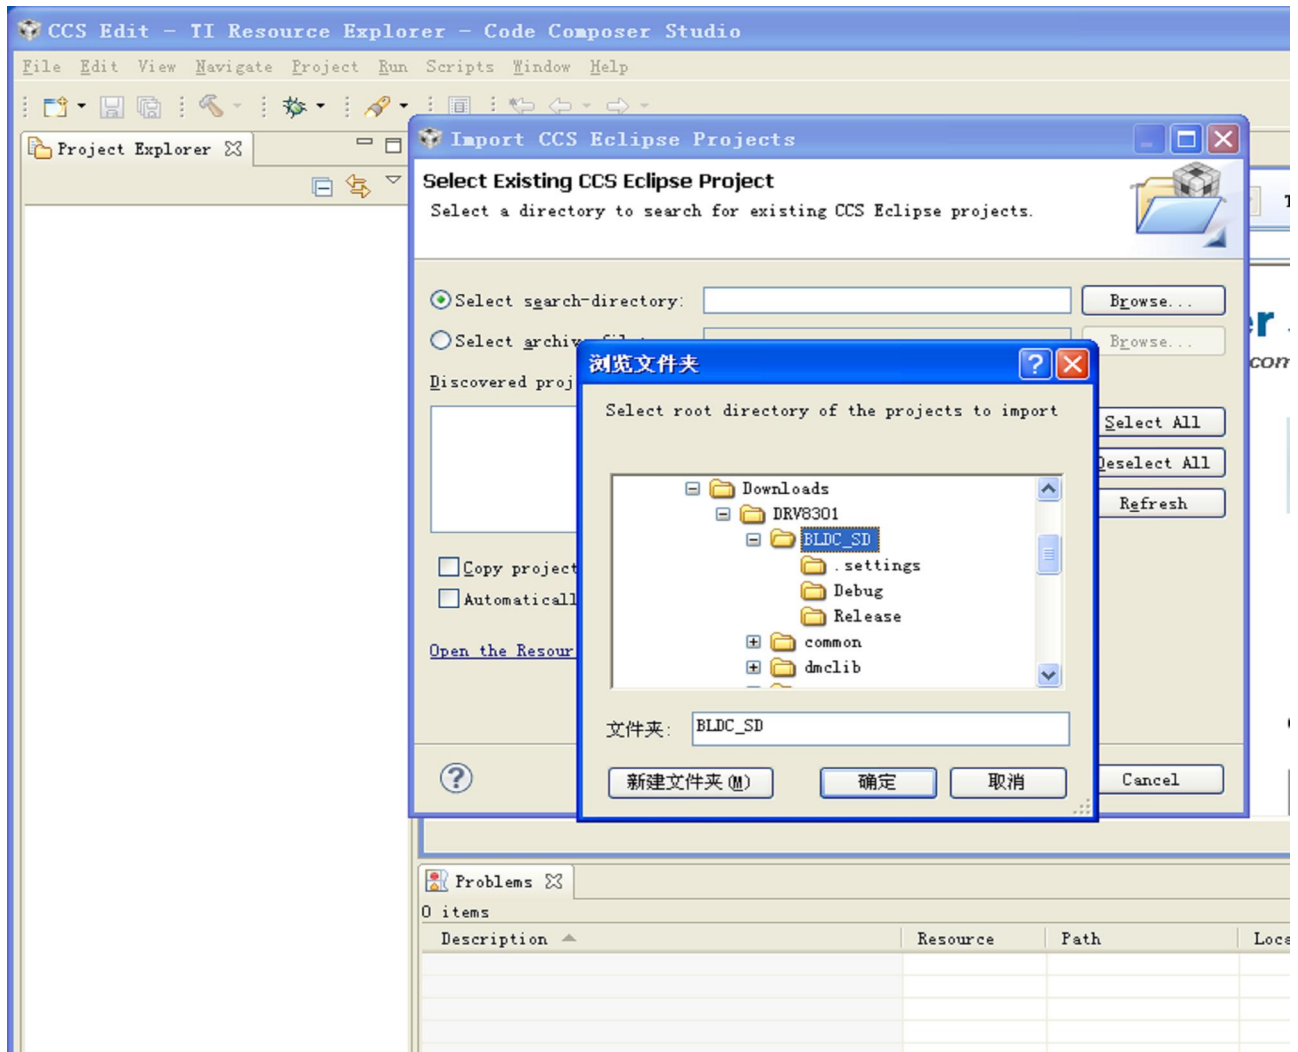 CCS Edit - TI Resource Explorer - Code Composer Studio
File Edit View Navigate Project Run Scripts Window Help
Project Explorer
Import CCS Eclipse Projects
Select Existing CCS Eclipse Project
Select a directory to search for existing CCS Eclipse projects.
Select search-directory:
Browse...
Select archiv
Browse...
Discovered proj
Select All
Deselect All
Refresh
Copy project
Automaticall
Open the Resour
Cancel
浏览文件夹
Select root directory of the projects to import
Downloads
DRV8301
BLDC_SD
.settings
Debug
Release
common
dmclib
文件夹: BLDC_SD
新建文件夹(M)
确定
取消
er
com
Problems
0 items
Description Resource Path Loca